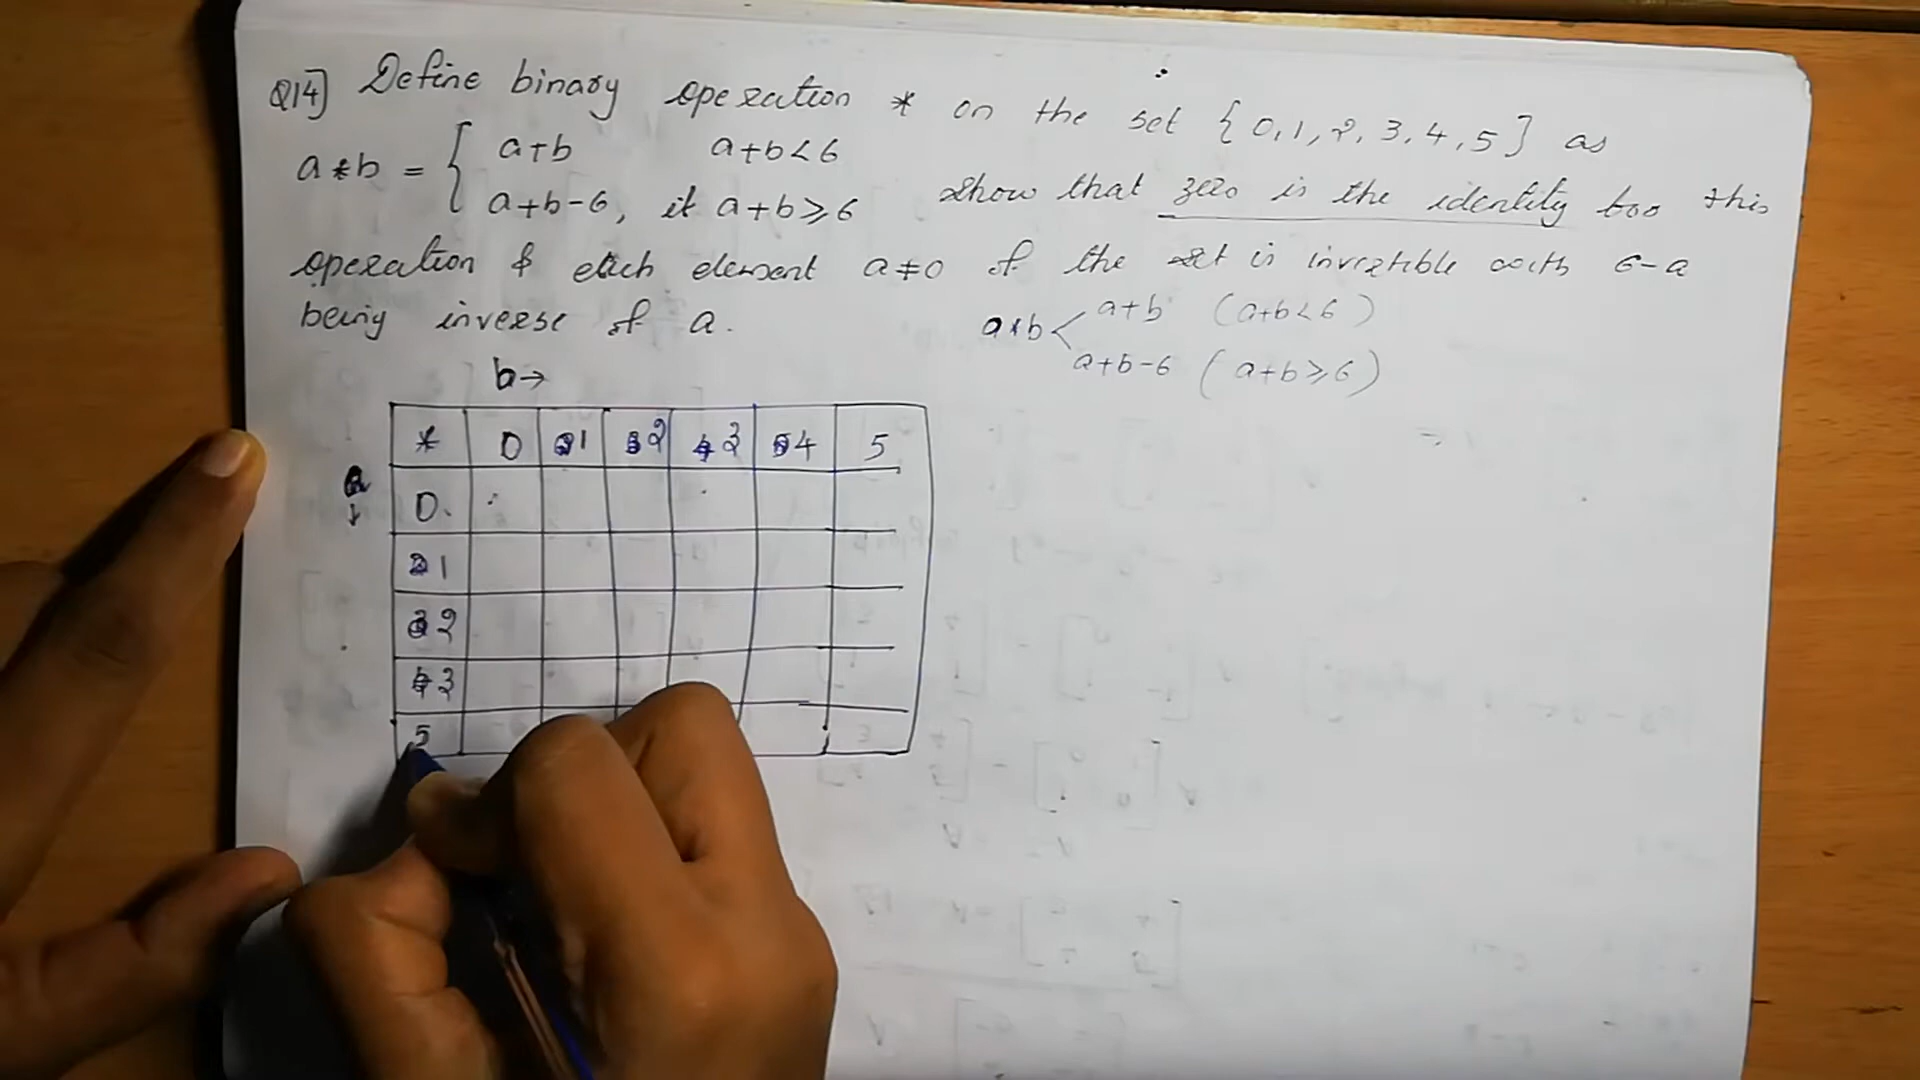 Q14] Define binary operation * on the set {0,1,2,3,4,5} as
a*b = { a+b a+b<6
a+b-6, if a+b≥6 Show that zero is the identity for this
operation & each element a≠0 of the set is invertible with 6-a
being inverse of a.
a*b < a+b (a+b<6)
a+b-6 (a+b≥6)
b→
* 0 1 2 3 4 5
a ↓
0
1
2
3
5